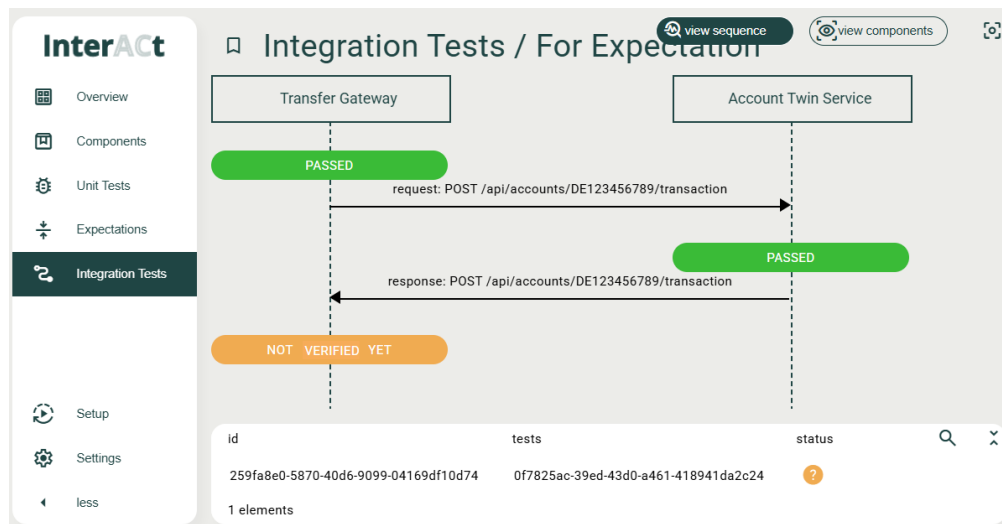 InterACt
Overview
Components
Unit Tests
Expectations
Integration Tests
Setup
Settings
less
Integration Tests / For Expectation
view sequence
view components
Transfer Gateway
Account Twin Service
PASSED
request: POST /api/accounts/DE123456789/transaction
PASSED
response: POST /api/accounts/DE123456789/transaction
NOT VERIFIED YET
id tests status
259fa8e0-5870-40d6-9099-04169df10d74 0f7825ac-39ed-43d0-a461-418941da2c24 ?
1 elements